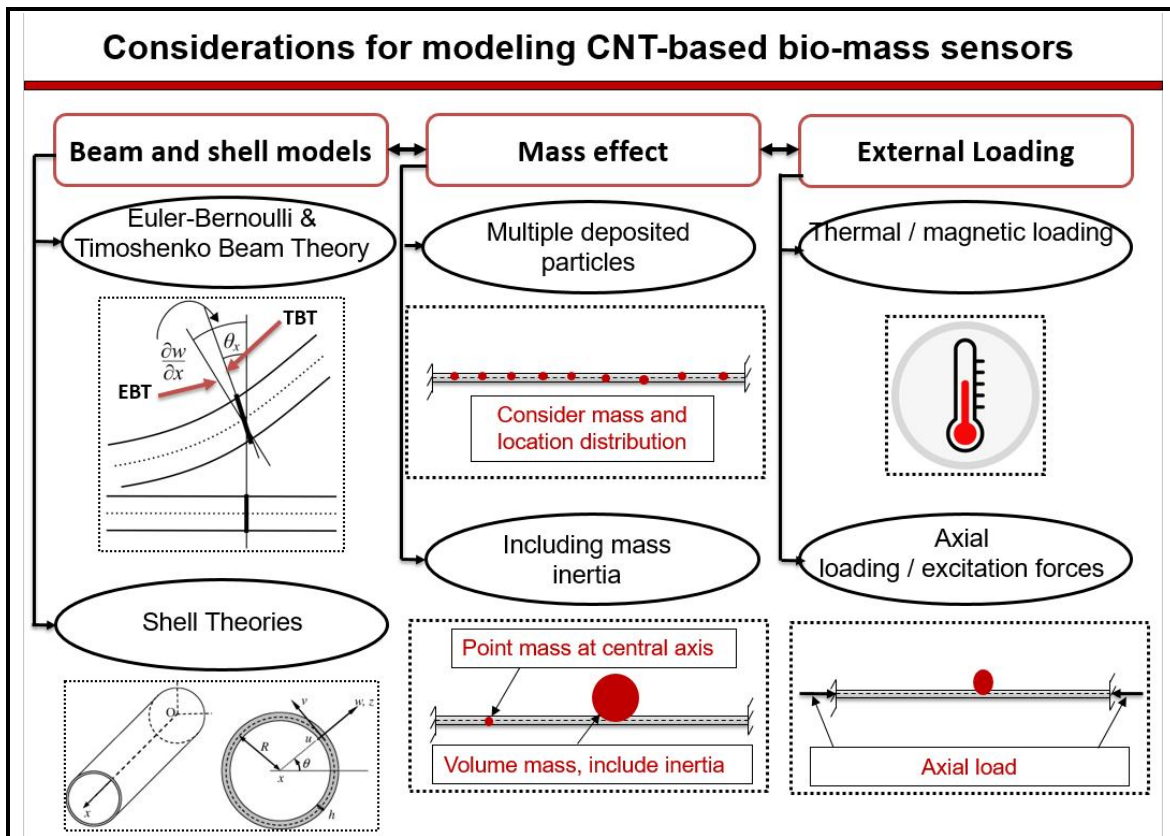 Considerations for modeling CNT-based bio-mass sensors
Beam and shell models
Mass effect
External Loading
Euler-Bernoulli &
Timoshenko Beam Theory
TBT
θx
∂w
∂x
EBT
Shell Theories
O
x
v
w, z
u
R
θ
x
h
Multiple deposited
particles
Consider mass and
location distribution
Including mass
inertia
Point mass at central axis
Volume mass, include inertia
Thermal / magnetic loading
Axial
loading / excitation forces
Axial load